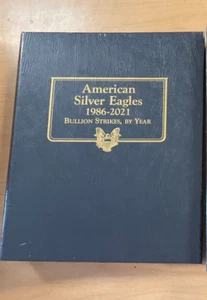 American
Silver Eagles
1986-2021
Bullion Strikes, by Year